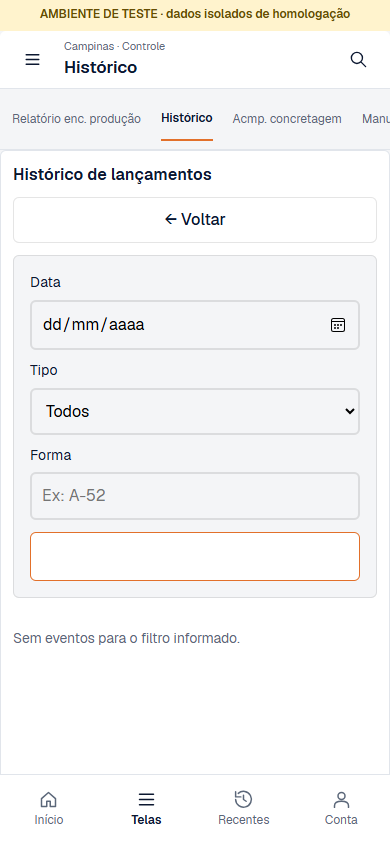 AMBIENTE DE TESTE · dados isolados de homologação
Campinas · Controle
Histórico
Relatório enc. produção Histórico Acmp. concretagem Manu
Histórico de lançamentos
← Voltar
Data
dd/mm/aaaa
Tipo
Todos
Forma
Ex: A-52
Sem eventos para o filtro informado.
Início Telas Recentes Conta